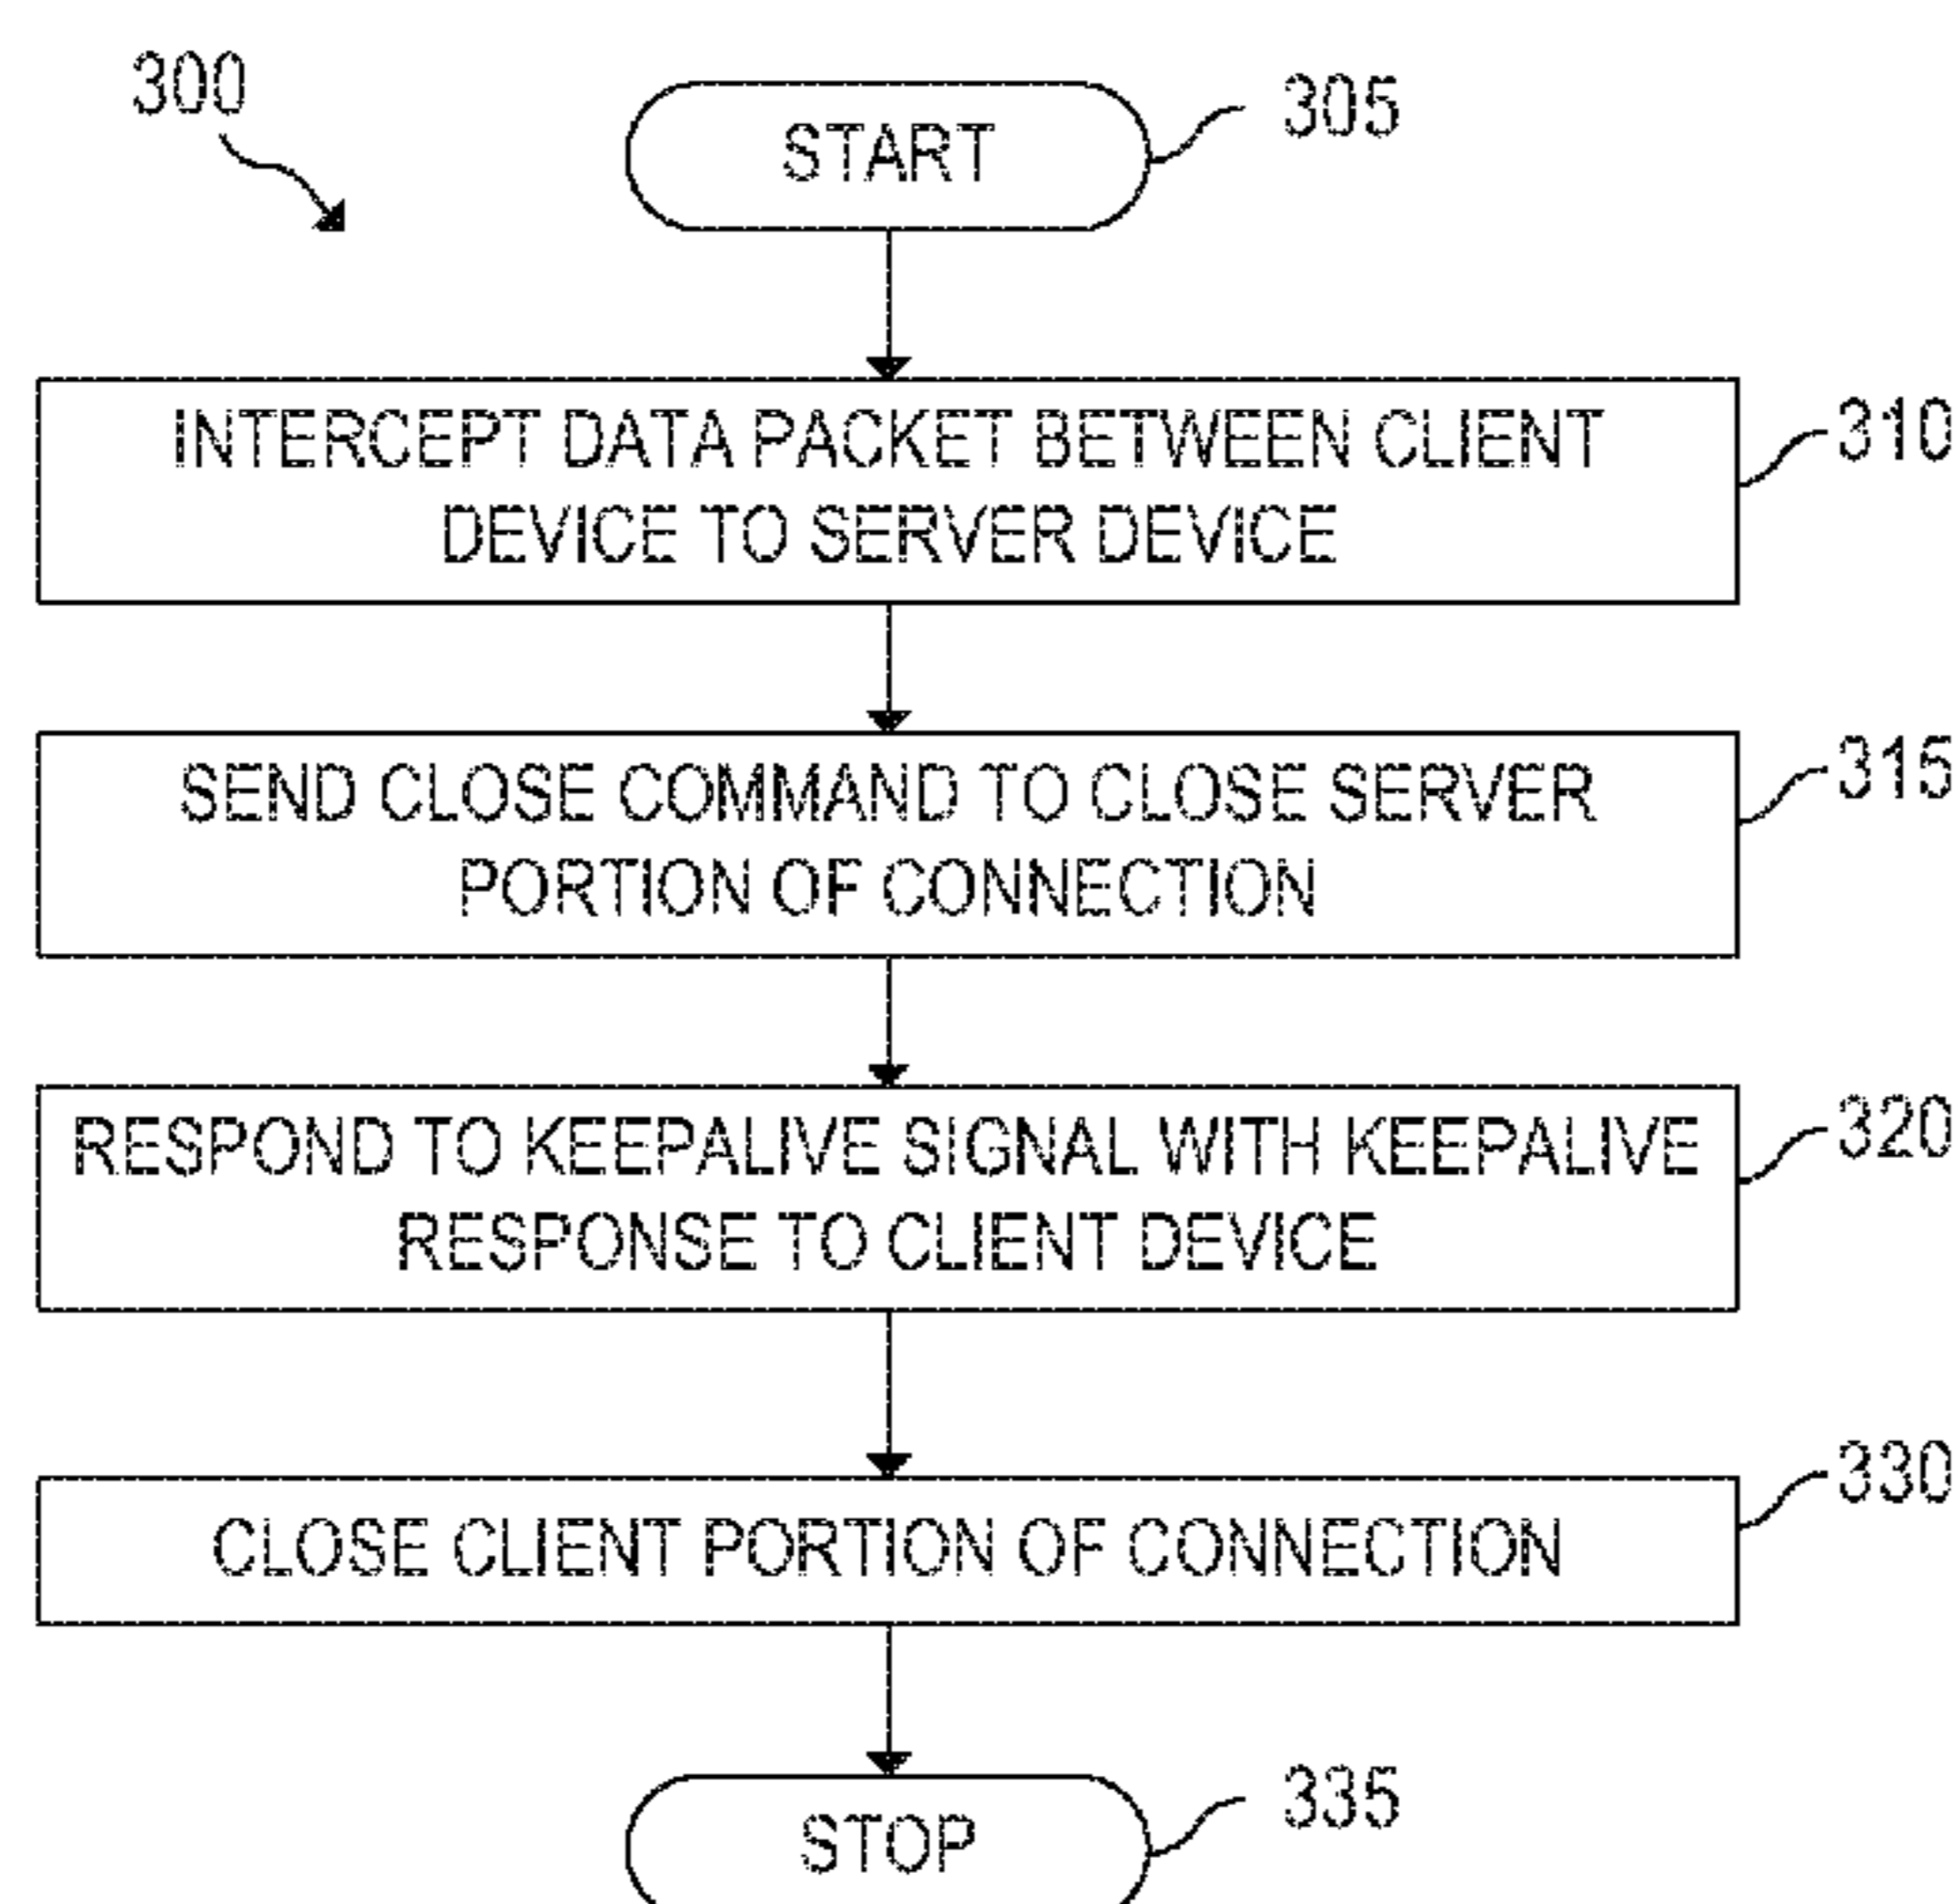 300
START
305
INTERCEPT DATA PACKET BETWEEN CLIENT
DEVICE TO SERVER DEVICE
310
SEND CLOSE COMMAND TO CLOSE SERVER
PORTION OF CONNECTION
315
RESPOND TO KEEPALIVE SIGNAL WITH KEEPALIVE
RESPONSE TO CLIENT DEVICE
320
CLOSE CLIENT PORTION OF CONNECTION
330
STOP
335